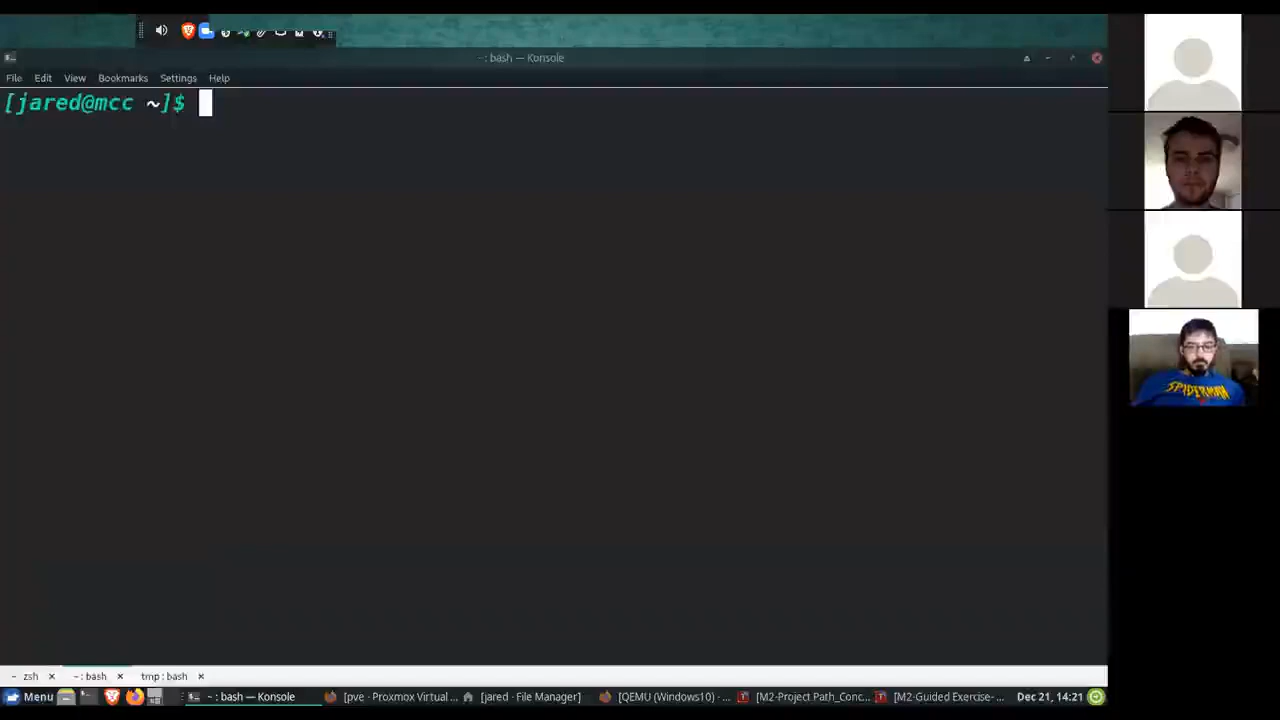 ~ : bash — Konsole
File Edit View Bookmarks Settings Help
[jared@mcc ~]$
SPIDERMAN
~ zsh ✕ ~ : bash ✕ tmp : bash ✕
Menu ~ : bash — Konsole [pve - Proxmox Virtual ... [jared - File Manager] [QEMU (Windows10) - ... [M2-Project Path_Conc... [M2-Guided Exercise- ... Dec 21, 14:21